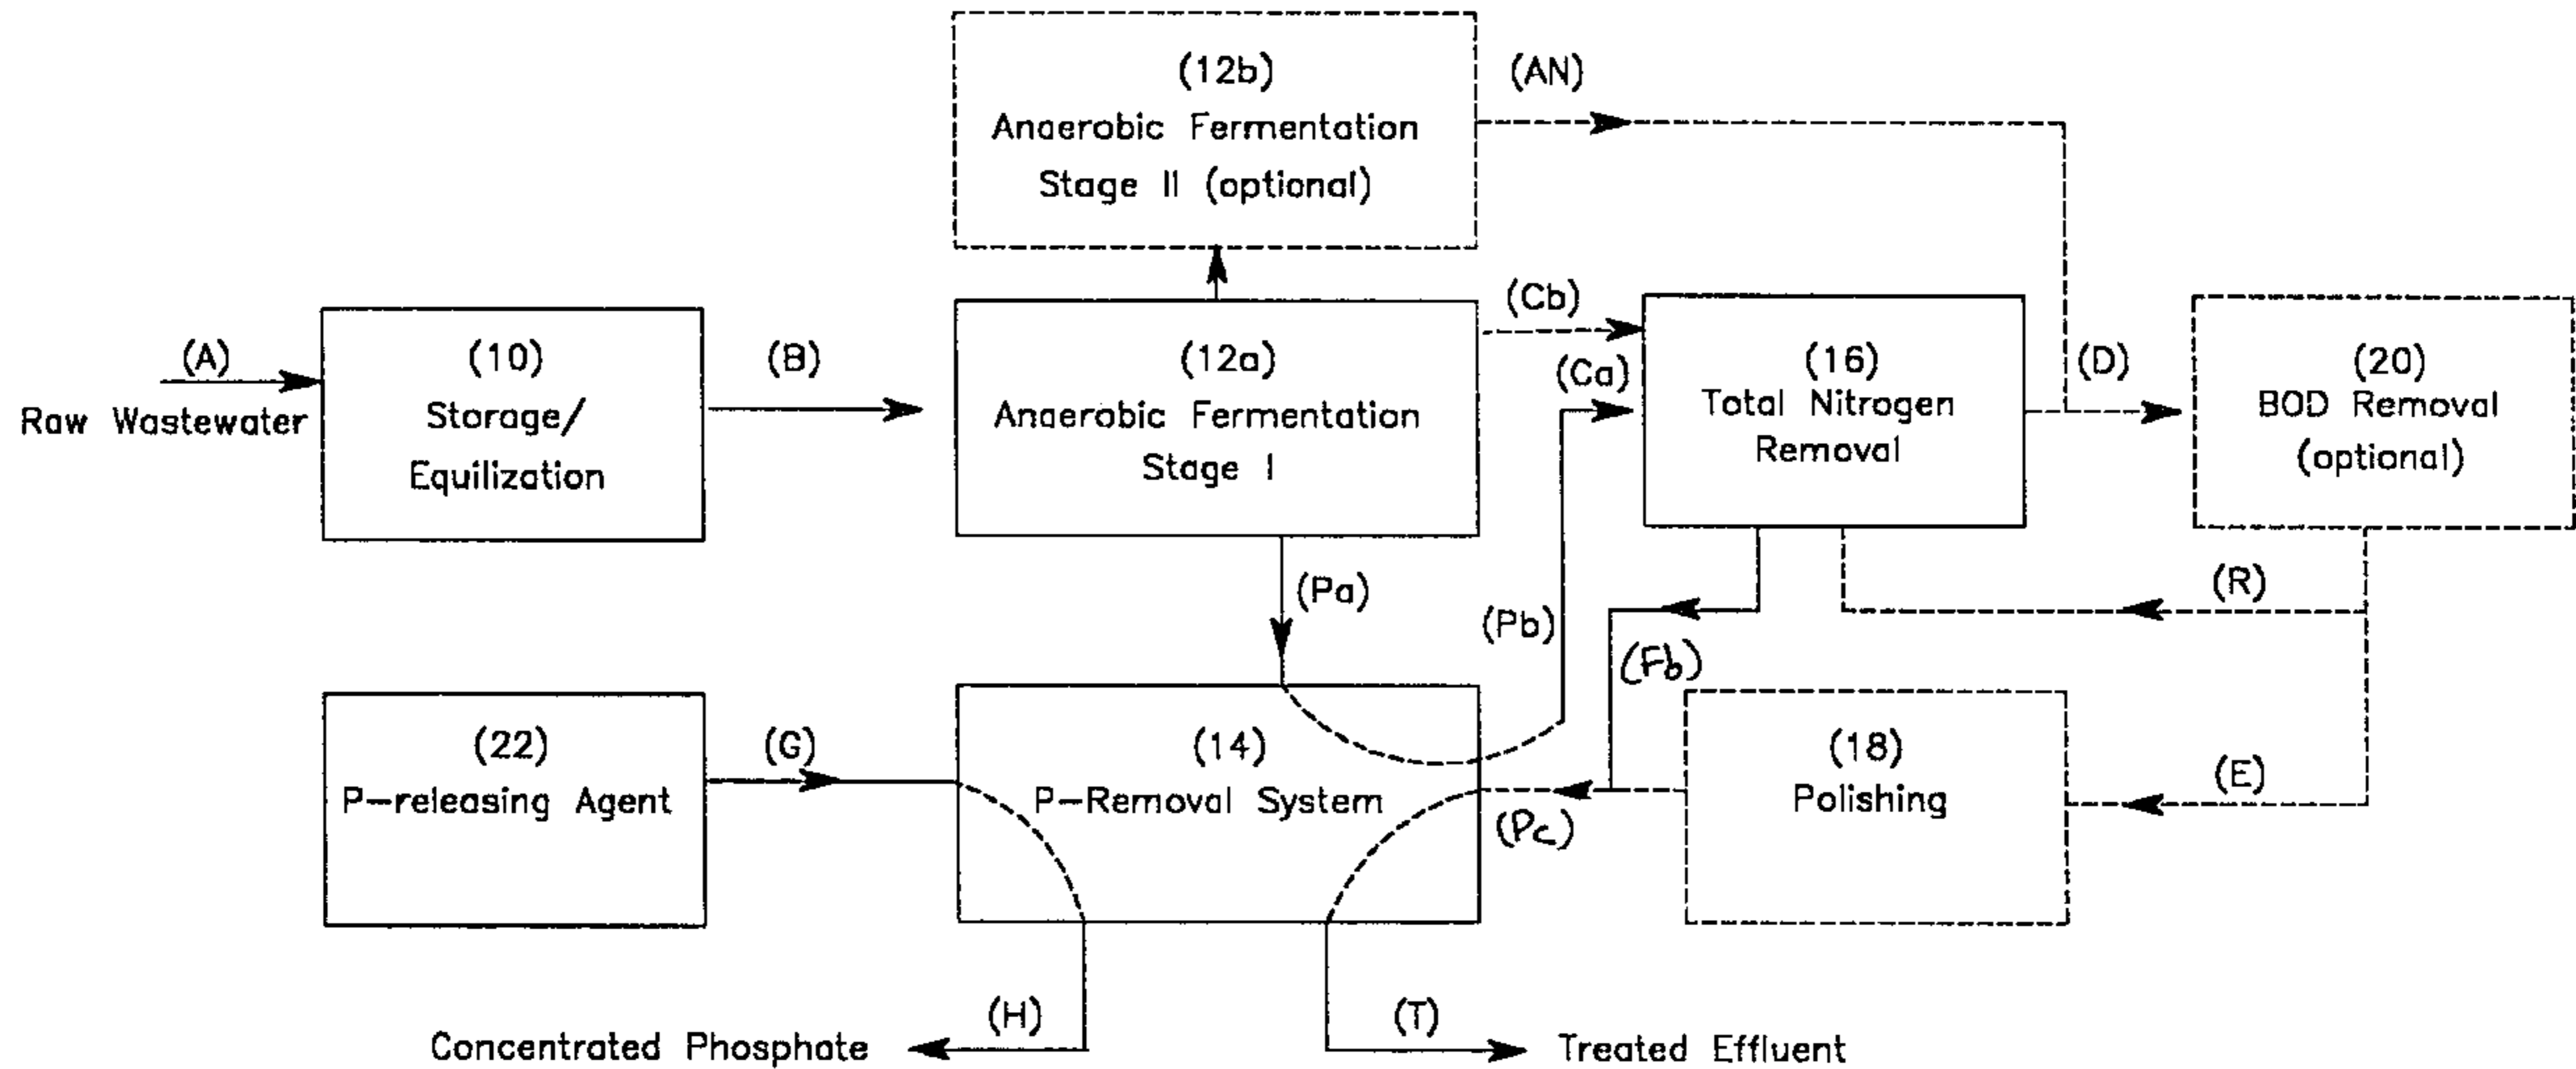 (12b)
Anaerobic Fermentation
Stage II (optional)
(AN)
(A)
Raw Wastewater
(10)
Storage/
Equilization
(B)
(12a)
Anaerobic Fermentation
Stage I
(Cb)
(Ca)
(16)
Total Nitrogen
Removal
(D)
(20)
BOD Removal
(optional)
(Pa)
(Pb)
(Fb)
(R)
(22)
P-releasing Agent
(G)
(14)
P-Removal System
(Pc)
(18)
Polishing
(E)
(H)
Concentrated Phosphate
(T)
Treated Effluent